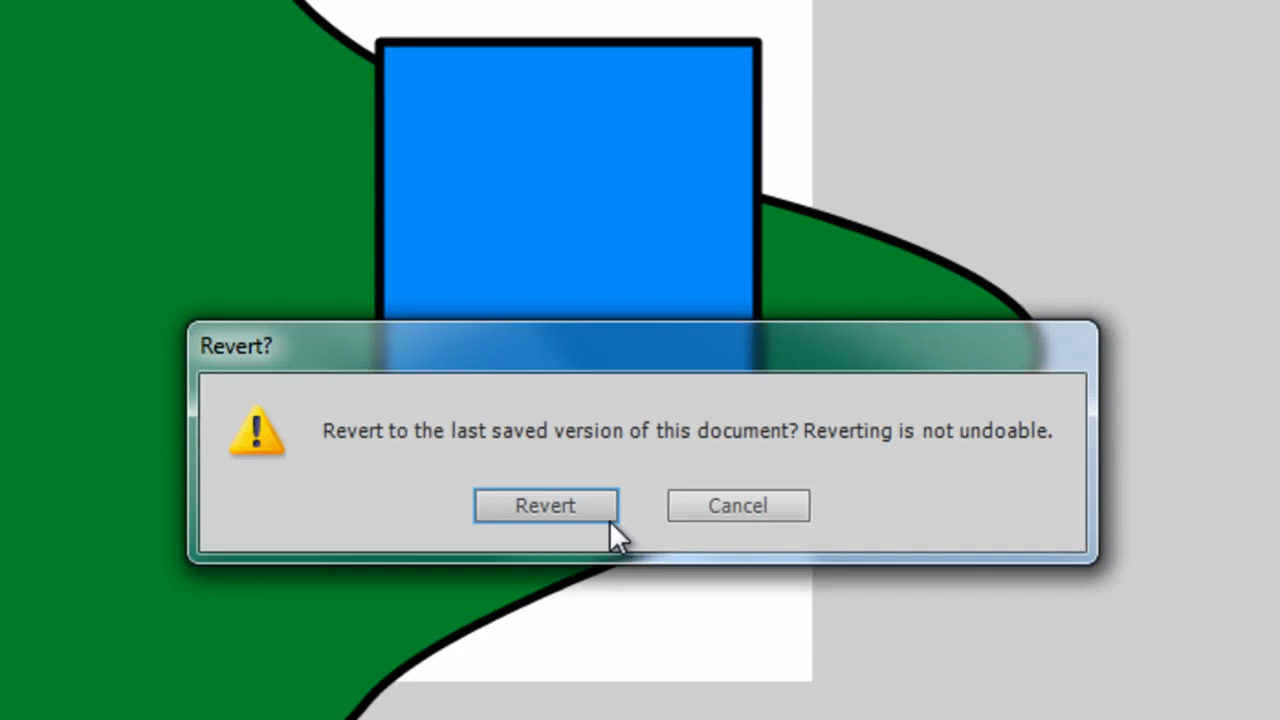 Revert?
Revert to the last saved version of this document? Reverting is not undoable.
Revert
Cancel